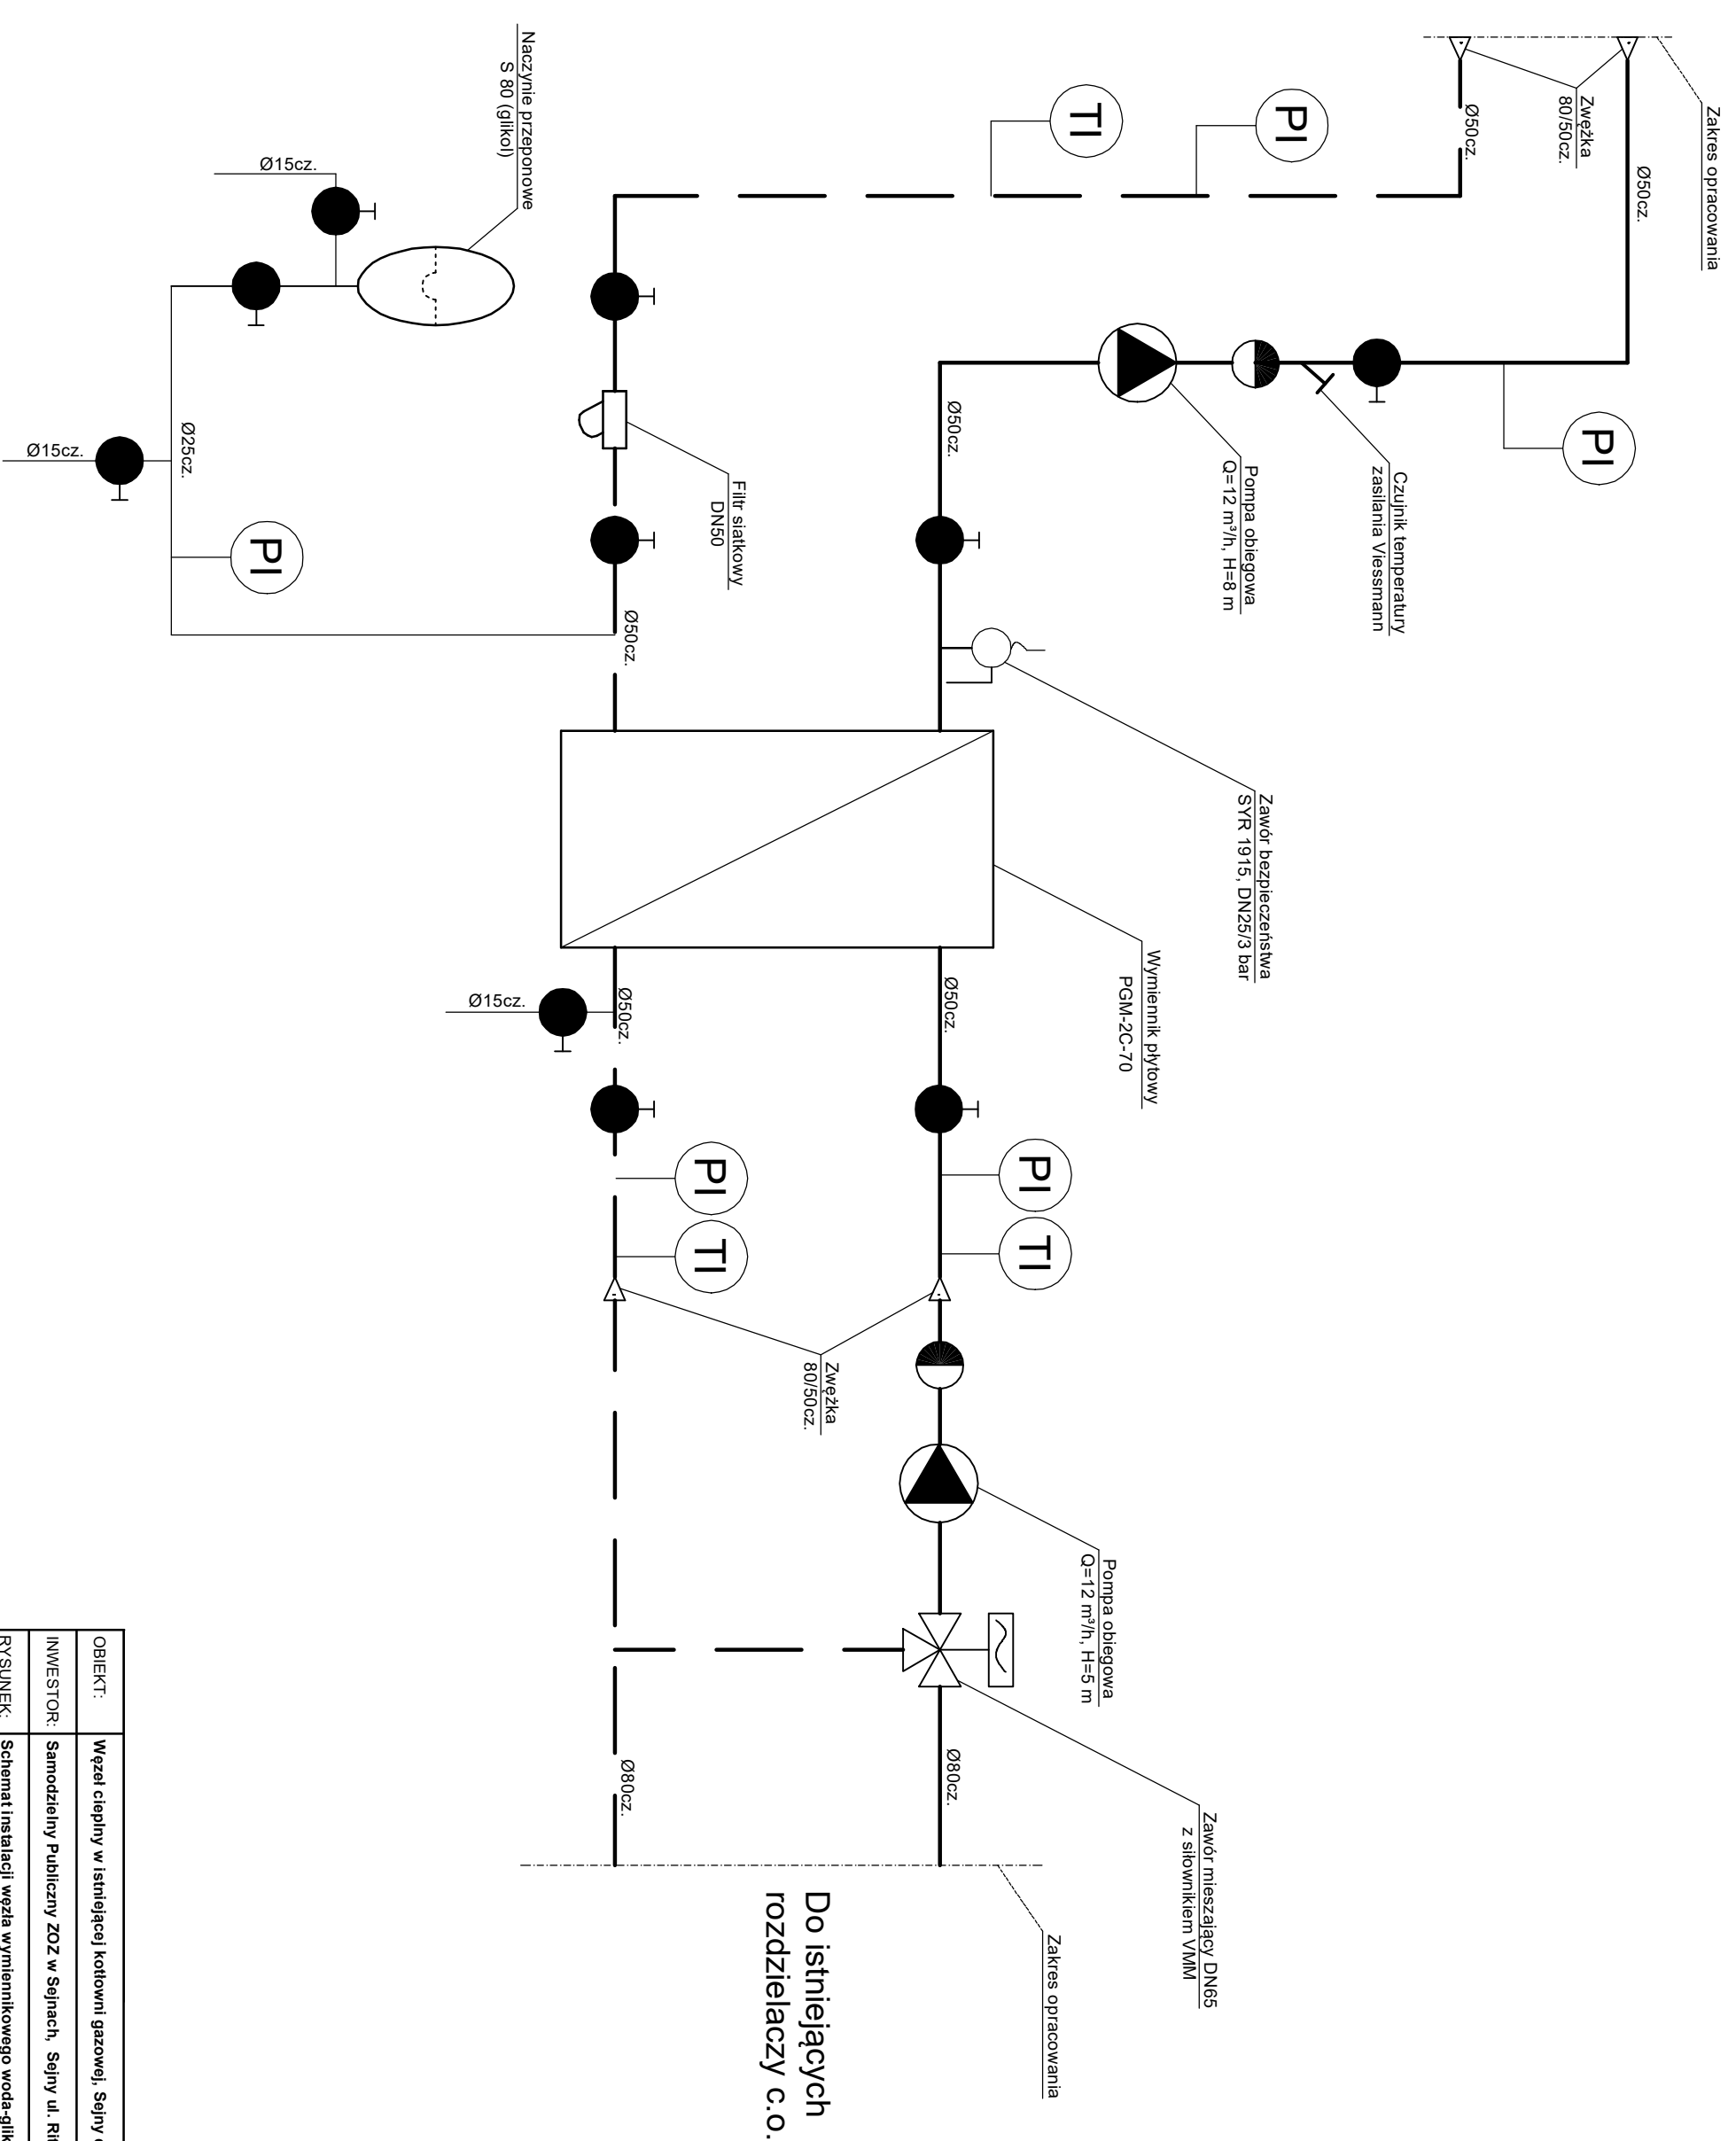 Zakres opracowania
Zwężka
80/50cz.
Ø50cz.
Ø50cz.
PI
TI
PI
Naczynie przeponowe
S 80 (glikol)
Ø15cz.
Ø25cz.
Ø15cz.
PI
Filtr siatkowy
DN50
Ø50cz.
Ø50cz.
Pompa obiegowa
Q=12 m³/h, H=8 m
Czujnik temperatury
zasilania Viessmann
Zawór bezpieczeństwa
SYR 1915, DN25/3 bar
Wymiennik płytowy
PGM-2C-70
Ø50cz.
Ø50cz.
Ø15cz.
PI
TI
PI
TI
Zwężka
80/50cz.
Pompa obiegowa
Q=12 m³/h, H=5 m
Zawór mieszający DN65
z siłownikiem VMM
Ø80cz.
Ø80cz.
Zakres opracowania
Do istniejących
rozdzielaczy c.o.
OBIEKT: Węzeł cieplny w istniejącej kotłowni gazowej, Sejny
INWESTOR: Samodzielny Publiczny ZOZ w Sejnach, Sejny ul.
RYSUNEK: Schemat instalacji węzła wymiennikowego